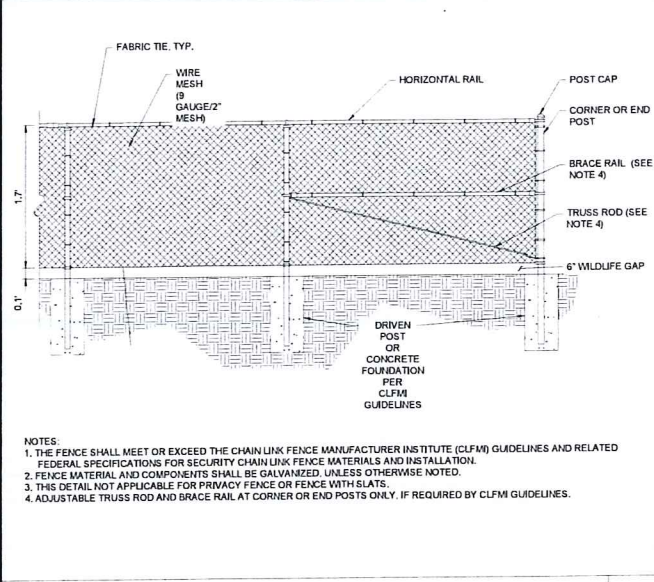 FABRIC TIE, TYP.
WIRE
MESH
(9
GAUGE/2"
MESH)
HORIZONTAL RAIL
POST CAP
CORNER OR END
POST
BRACE RAIL (SEE
NOTE 4)
TRUSS ROD (SEE
NOTE 4)
6" WILDLIFE GAP
1.7'
0.1'
DRIVEN
POST
OR
CONCRETE
FOUNDATION
PER
CLFMI
GUIDELINES
NOTES:
1. THE FENCE SHALL MEET OR EXCEED THE CHAIN LINK FENCE MANUFACTURER INSTITUTE (CLFMI) GUIDELINES AND RELATED
FEDERAL SPECIFICATIONS FOR SECURITY CHAIN LINK FENCE MATERIALS AND INSTALLATION.
2. FENCE MATERIAL AND COMPONENTS SHALL BE GALVANIZED, UNLESS OTHERWISE NOTED.
3. THIS DETAIL NOT APPLICABLE FOR PRIVACY FENCE OR FENCE WITH SLATS.
4. ADJUSTABLE TRUSS ROD AND BRACE RAIL AT CORNER OR END POSTS ONLY, IF REQUIRED BY CLFMI GUIDELINES.